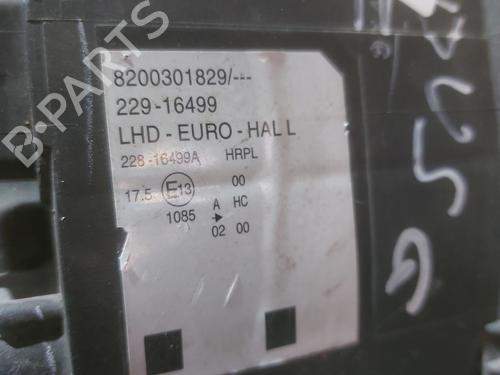 8200301829/---
229-16499
LHD - EURO - HALL
228-16499A HRPL
17.5 E13 00
1085 A HC
02 00
B-PARTS